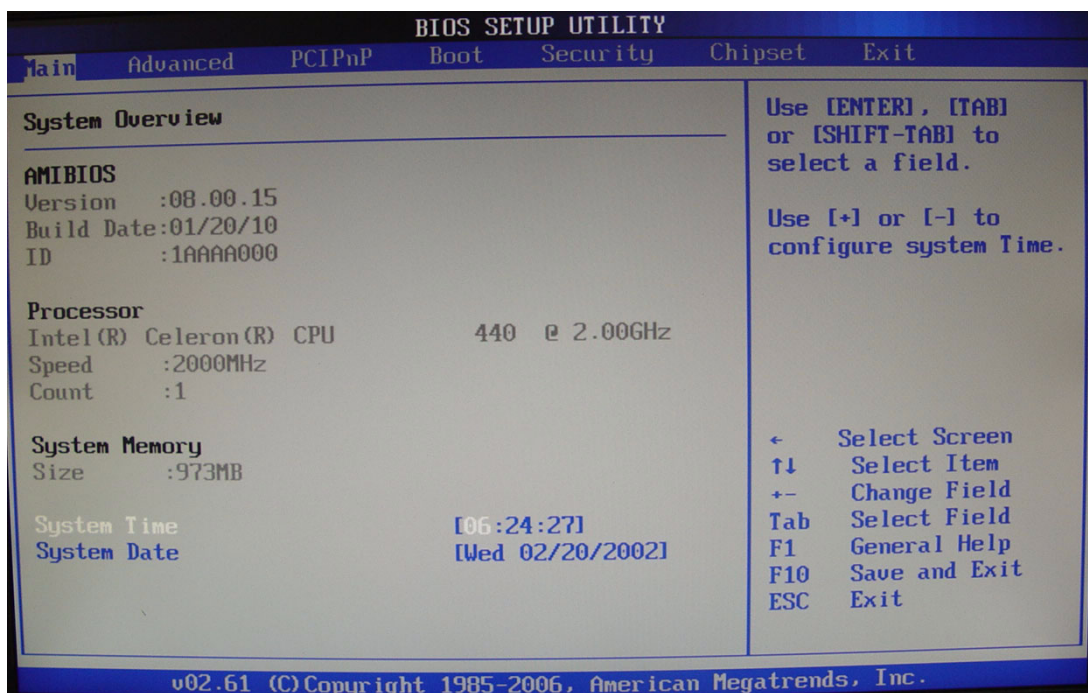 BIOS SETUP UTILITY
Main Advanced PCIPnP Boot Security Chipset Exit
System Overview
AMIBIOS
Version :08.00.15
Build Date:01/20/10
ID :1AAAA000
Processor
Intel(R) Celeron(R) CPU 440 @ 2.00GHz
Speed :2000MHz
Count :1
System Memory
Size :973MB
System Time [06:24:27]
System Date [Wed 02/20/2002]
Use [ENTER], [TAB]
or [SHIFT-TAB] to
select a field.
Use [+] or [-] to
configure system Time.
← Select Screen
↑↓ Select Item
+- Change Field
Tab Select Field
F1 General Help
F10 Save and Exit
ESC Exit
v02.61 (C)Copyright 1985-2006, American Megatrends, Inc.